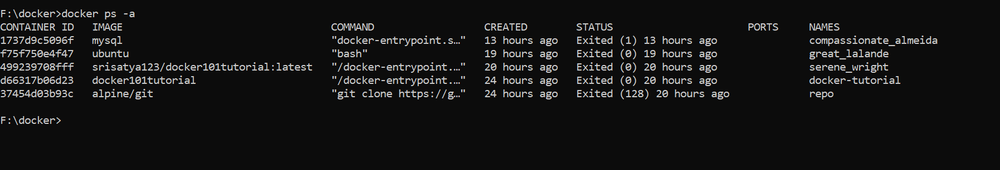 F:\docker>docker ps -a
CONTAINER ID   IMAGE                                  COMMAND                  CREATED        STATUS                      PORTS     NAMES
1737d9c5096f   mysql                                  "docker-entrypoint.s…"   13 hours ago   Exited (1) 13 hours ago               compassionate_almeida
f75f750e4f47   ubuntu                                 "bash"                   19 hours ago   Exited (0) 19 hours ago               great_lalande
499239708fff   srisatya123/docker101tutorial:latest   "/docker-entrypoint.…"   20 hours ago   Exited (0) 20 hours ago               serene_wright
d66317b06d23   docker101tutorial                      "/docker-entrypoint.…"   24 hours ago   Exited (0) 20 hours ago               docker-tutorial
37454d03b93c   alpine/git                             "git clone https://g…"   24 hours ago   Exited (128) 20 hours ago             repo
F:\docker>